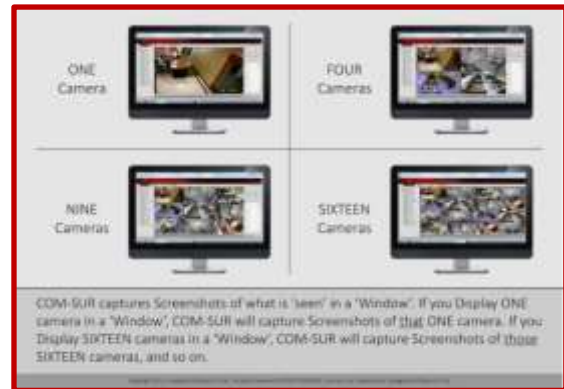 ONE
Camera
FOUR
Cameras
NINE
Cameras
SIXTEEN
Cameras
COM-SUR captures Screenshots of what is 'seen' in a 'Window'. If you Display ONE
camera in a 'Window', COM-SUR will capture Screenshots of that ONE camera. If you
Display SIXTEEN cameras in a 'Window', COM-SUR will capture Screenshots of those
SIXTEEN cameras, and so on.